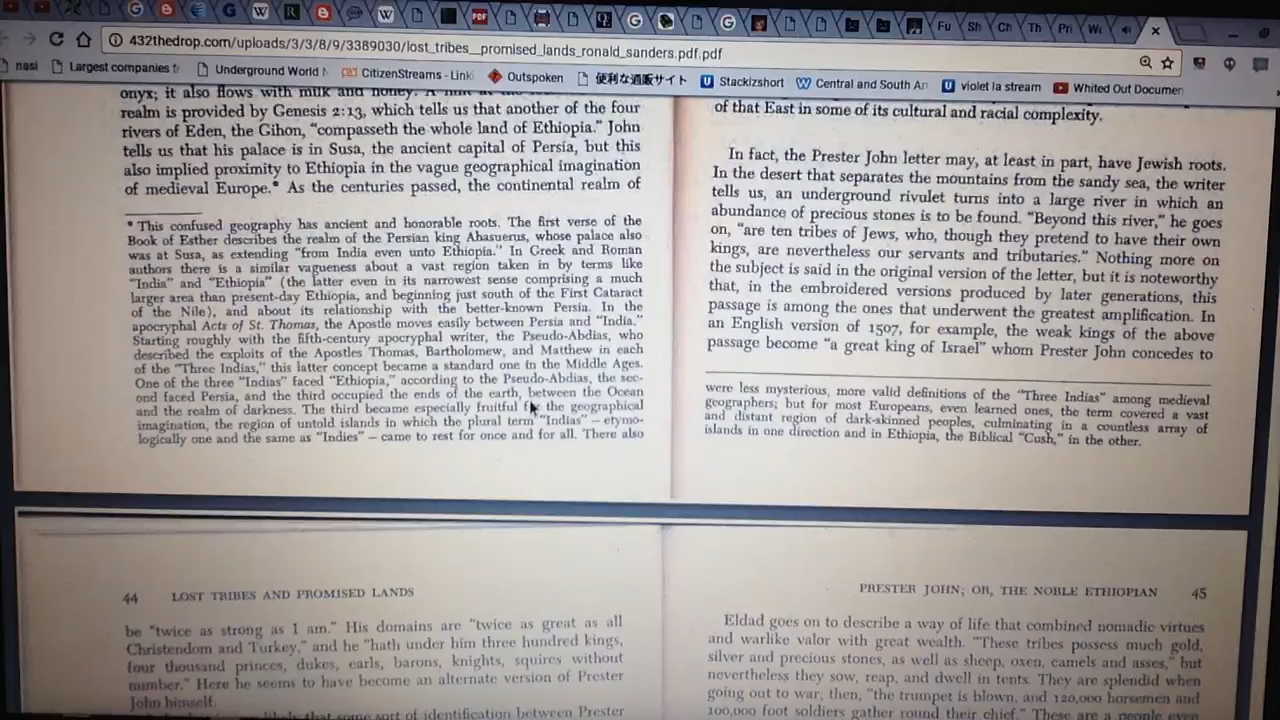 Fu
Sh
Ch
Th
Pri
We
432thedrop.com/uploads/3/3/8/9/3389030/lost_tribes__promised_lands_ronald_sanders.pdf.pdf
nasi
Largest companies
Underground World
CitizenStreams - Link
Outspoken
便利な通販サイト
Stackizshort
Central and South Am
violet la stream
Whited Out Documen
onyx; it also flows with milk and honey. A
realm is provided by Genesis 2:13, which tells us that another of the four
rivers of Eden, the Gihon, “compasseth the whole land of Ethiopia.” John
tells us that his palace is in Susa, the ancient capital of Persia, but this
also implied proximity to Ethiopia in the vague geographical imagination
of medieval Europe.* As the centuries passed, the continental realm of
* This confused geography has ancient and honorable roots. The first verse of the
Book of Esther describes the realm of the Persian king Ahasuerus, whose palace also
was at Susa, as extending “from India even unto Ethiopia.” In Greek and Roman
authors there is a similar vagueness about a vast region taken in by terms like
“India” and “Ethiopia” (the latter even in its narrowest sense comprising a much
larger area than present-day Ethiopia, and beginning just south of the First Cataract
of the Nile), and about its relationship with the better-known Persia. In the
apocryphal Acts of St. Thomas, the Apostle moves easily between Persia and “India.”
Starting roughly with the fifth-century apocryphal writer, the Pseudo-Abdias, who
described the exploits of the Apostles Thomas, Bartholomew, and Matthew in each
of the “Three Indias,” this latter concept became a standard one in the Middle Ages.
One of the three “Indias” faced “Ethiopia,” according to the Pseudo-Abdias, the sec-
ond faced Persia, and the third occupied the ends of the earth, between the Ocean
and the realm of darkness. The third became especially fruitful for the geographical
imagination, the region of untold islands in which the plural term “Indias” — etymo-
logically one and the same as “Indies” — came to rest for once and for all. There also
of that East in some of its cultural and racial complexity.
In fact, the Prester John letter may, at least in part, have Jewish roots.
In the desert that separates the mountains from the sandy sea, the writer
tells us, an underground rivulet turns into a large river in which an
abundance of precious stones is to be found. “Beyond this river,” he goes
on, “are ten tribes of Jews, who, though they pretend to have their own
kings, are nevertheless our servants and tributaries.” Nothing more on
the subject is said in the original version of the letter, but it is noteworthy
that, in the embroidered versions produced by later generations, this
passage is among the ones that underwent the greatest amplification. In
an English version of 1507, for example, the weak kings of the above
passage become “a great king of Israel” whom Prester John concedes to
were less mysterious, more valid definitions of the “Three Indias” among medieval
geographers; but for most Europeans, even learned ones, the term covered a vast
and distant region of dark-skinned peoples, culminating in a countless array of
islands in one direction and in Ethiopia, the Biblical “Cush,” in the other.
44 LOST TRIBES AND PROMISED LANDS
be “twice as strong as I am.” His domains are “twice as great as all
Christendom and Turkey,” and he “hath under him three hundred kings,
four thousand princes, dukes, earls, barons, knights, squires without
number.” Here he seems to have become an alternate version of Prester
John himself.
likely that some sort of identification between Prester
PRESTER JOHN; OR, THE NOBLE ETHIOPIAN 45
Eldad goes on to describe a way of life that combined nomadic virtues
and warlike valor with great wealth. “These tribes possess much gold,
silver and precious stones, as well as sheep, oxen, camels and asses,” but
nevertheless they sow, reap, and dwell in tents. They are splendid when
going out to war; then, “the trumpet is blown, and 120,000 horsemen and
100,000 foot soldiers gather round their chief.” These are a people